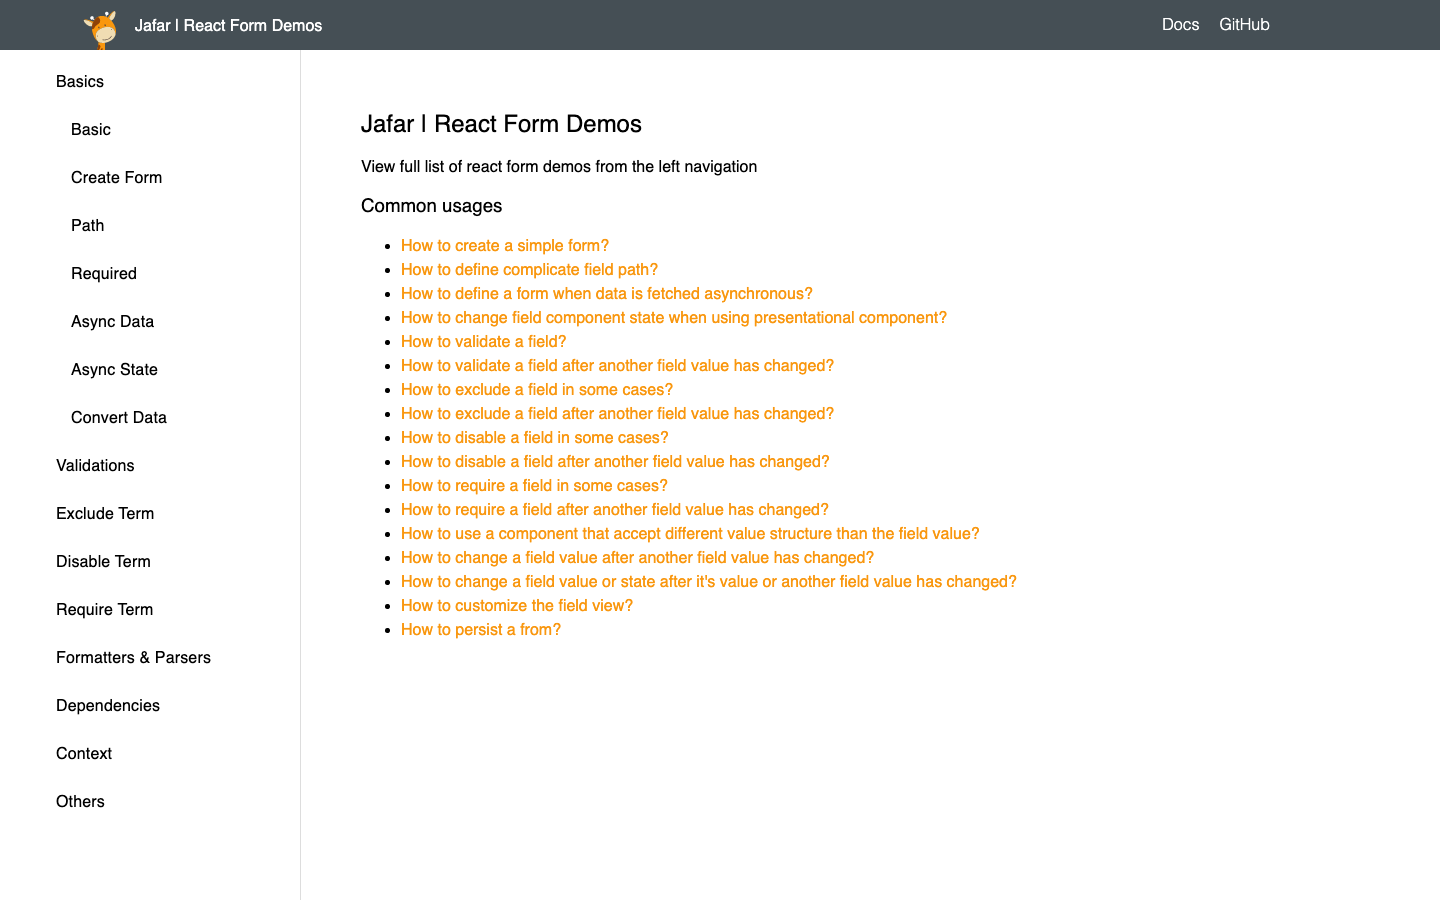 Jafar | React Form Demos
Docs
GitHub
Basics
Basic
Create Form
Path
Required
Async Data
Async State
Convert Data
Validations
Exclude Term
Disable Term
Require Term
Formatters & Parsers
Dependencies
Context
Others
Jafar | React Form Demos
View full list of react form demos from the left navigation
Common usages
How to create a simple form?
How to define complicate field path?
How to define a form when data is fetched asynchronous?
How to change field component state when using presentational component?
How to validate a field?
How to validate a field after another field value has changed?
How to exclude a field in some cases?
How to exclude a field after another field value has changed?
How to disable a field in some cases?
How to disable a field after another field value has changed?
How to require a field in some cases?
How to require a field after another field value has changed?
How to use a component that accept different value structure than the field value?
How to change a field value after another field value has changed?
How to change a field value or state after it's value or another field value has changed?
How to customize the field view?
How to persist a from?